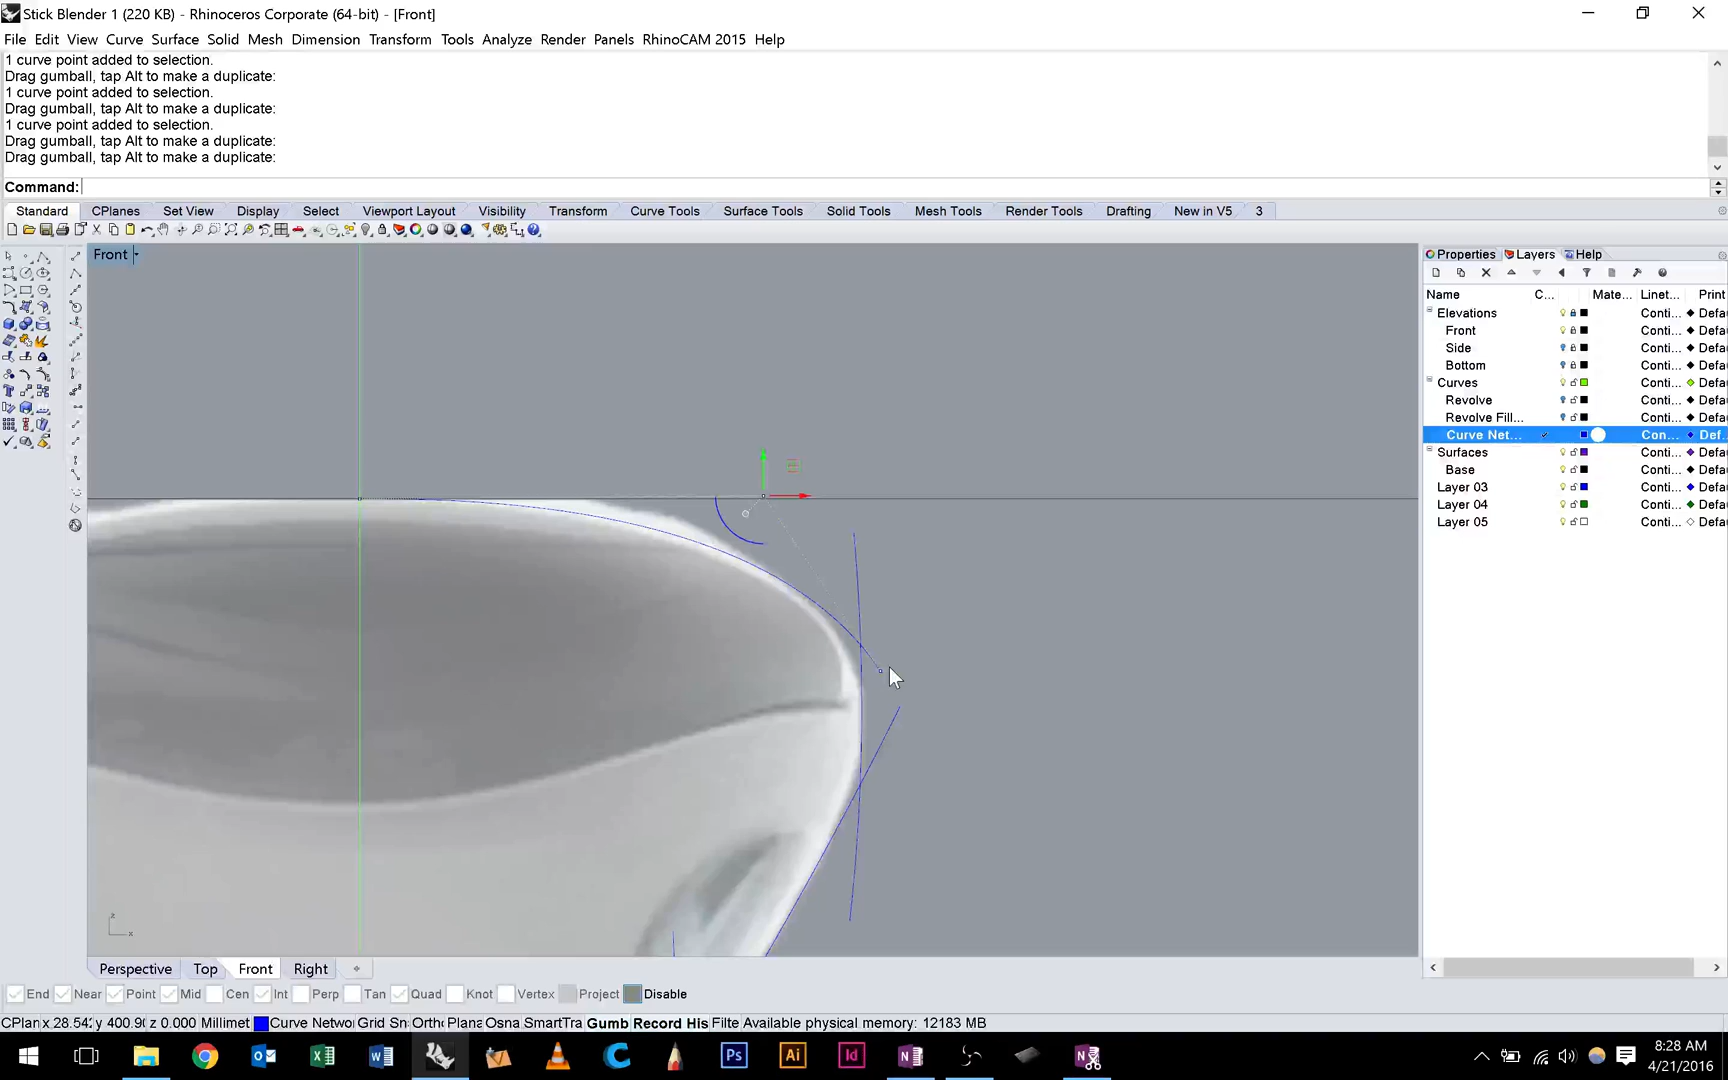 Stick Blender 1 (220 KB) - Rhinoceros Corporate (64-bit) - [Front]
File Edit View Curve Surface Solid Mesh Dimension Transform Tools Analyze Render Panels RhinoCAM 2015 Help
1 curve point added to selection.
Drag gumball, tap Alt to make a duplicate:
1 curve point added to selection.
Drag gumball, tap Alt to make a duplicate:
1 curve point added to selection.
Drag gumball, tap Alt to make a duplicate:
Drag gumball, tap Alt to make a duplicate:
Command:
Standard CPlanes Set View Display Select Viewport Layout Visibility Transform Curve Tools Surface Tools Solid Tools Mesh Tools Render Tools Drafting New in V5 3
Front
Properties Layers Help
Name C... Mate... Linet... Print
Elevations Conti... Defa
Front Conti... Defa
Side Conti... Defa
Bottom Conti... Defa
Curves Conti... Defa
Revolve Conti... Defa
Revolve Fill... Conti... Defa
Curve Net... Con... Def.
Surfaces Conti... Defa
Base Conti... Defa
Layer 03 Conti... Defa
Layer 04 Conti... Defa
Layer 05 Conti... Defa
z
x
Perspective Top Front Right
End Near Point Mid Cen Int Perp Tan Quad Knot Vertex Project Disable
CPlan x 28.542 y 400.90 z 0.000 Millimet Curve Netwo Grid Sn Ortho Plana Osna SmartTra Gumb Record His Filte Available physical memory: 12183 MB
Ps Ai Id
8:28 AM
4/21/2016